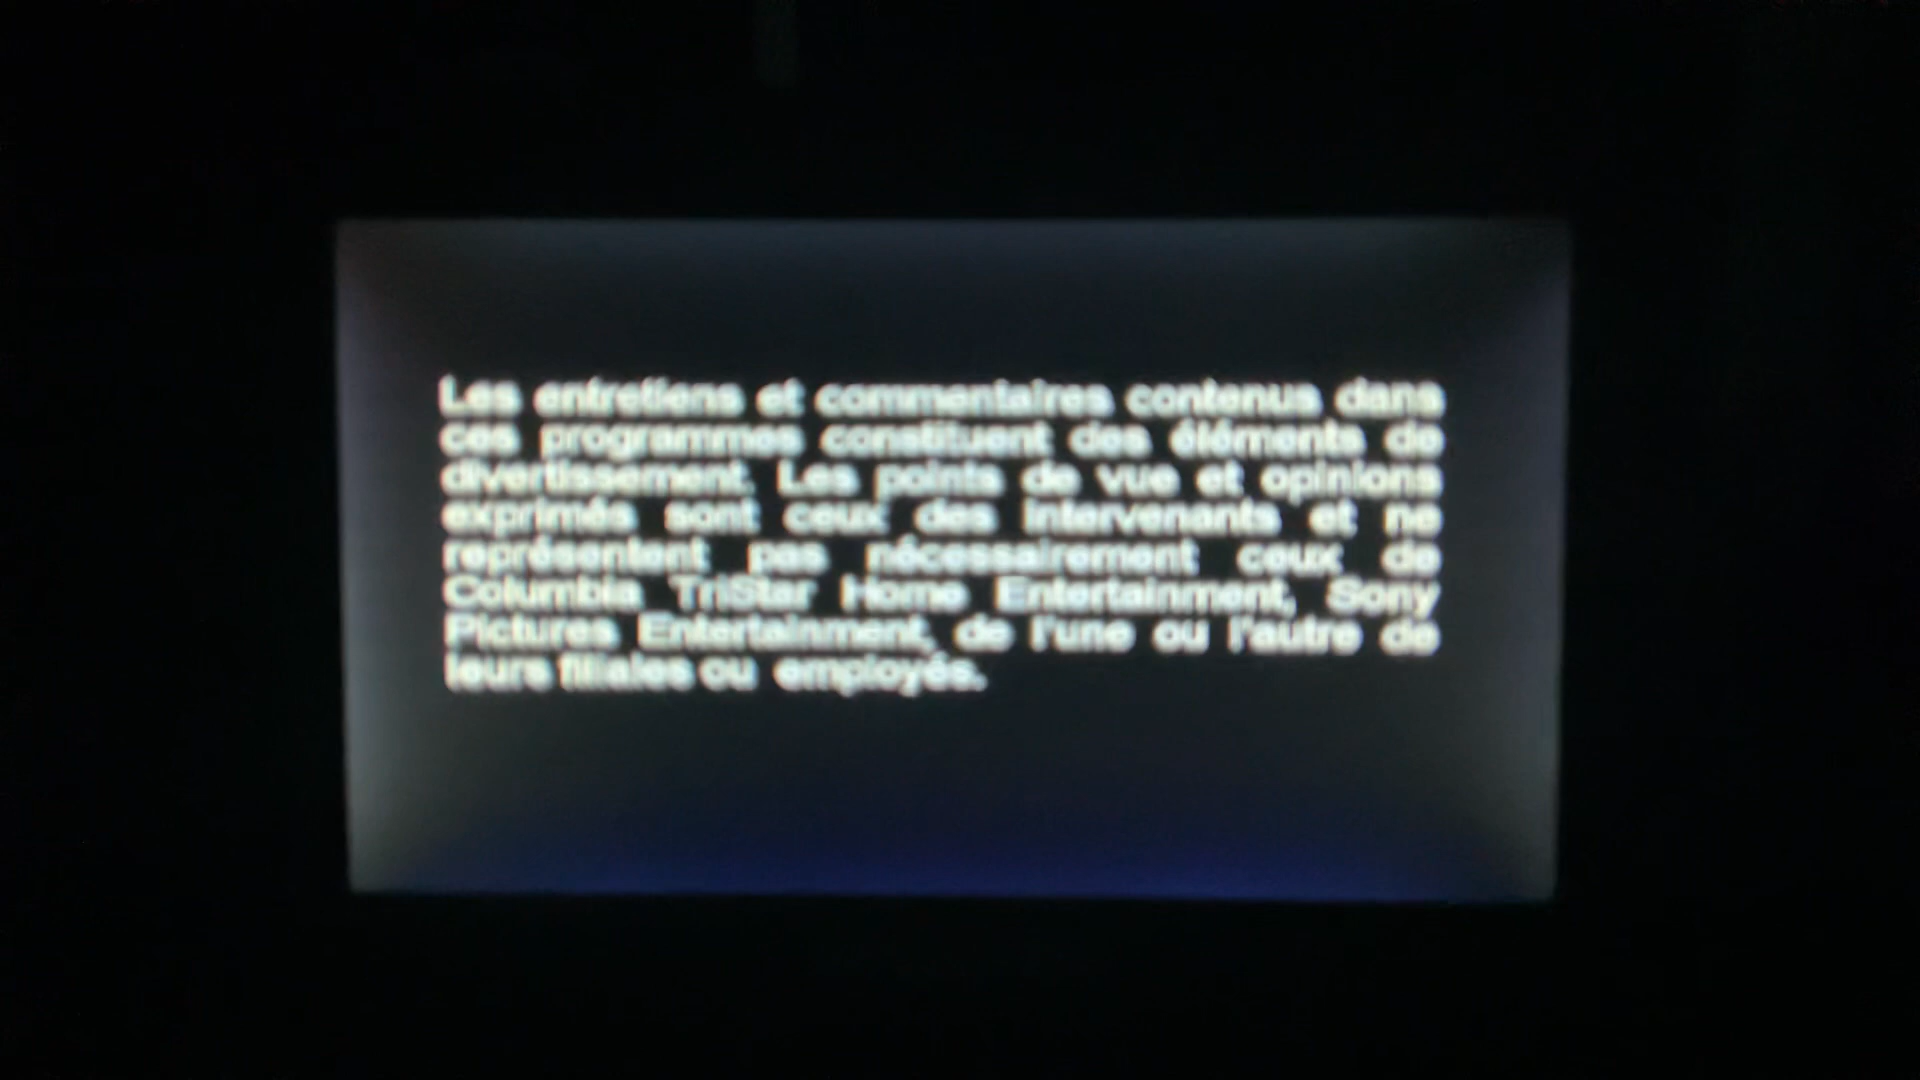 Les entretiens et commentaires contenus dans
ces programmes constituent des éléments de
divertissement. Les points de vue et opinions
exprimés sont ceux des intervenants et ne
représentent pas nécessairement ceux de
Columbia TriStar Home Entertainment, Sony
Pictures Entertainment, de l'une ou l'autre de
leurs filiales ou employés.